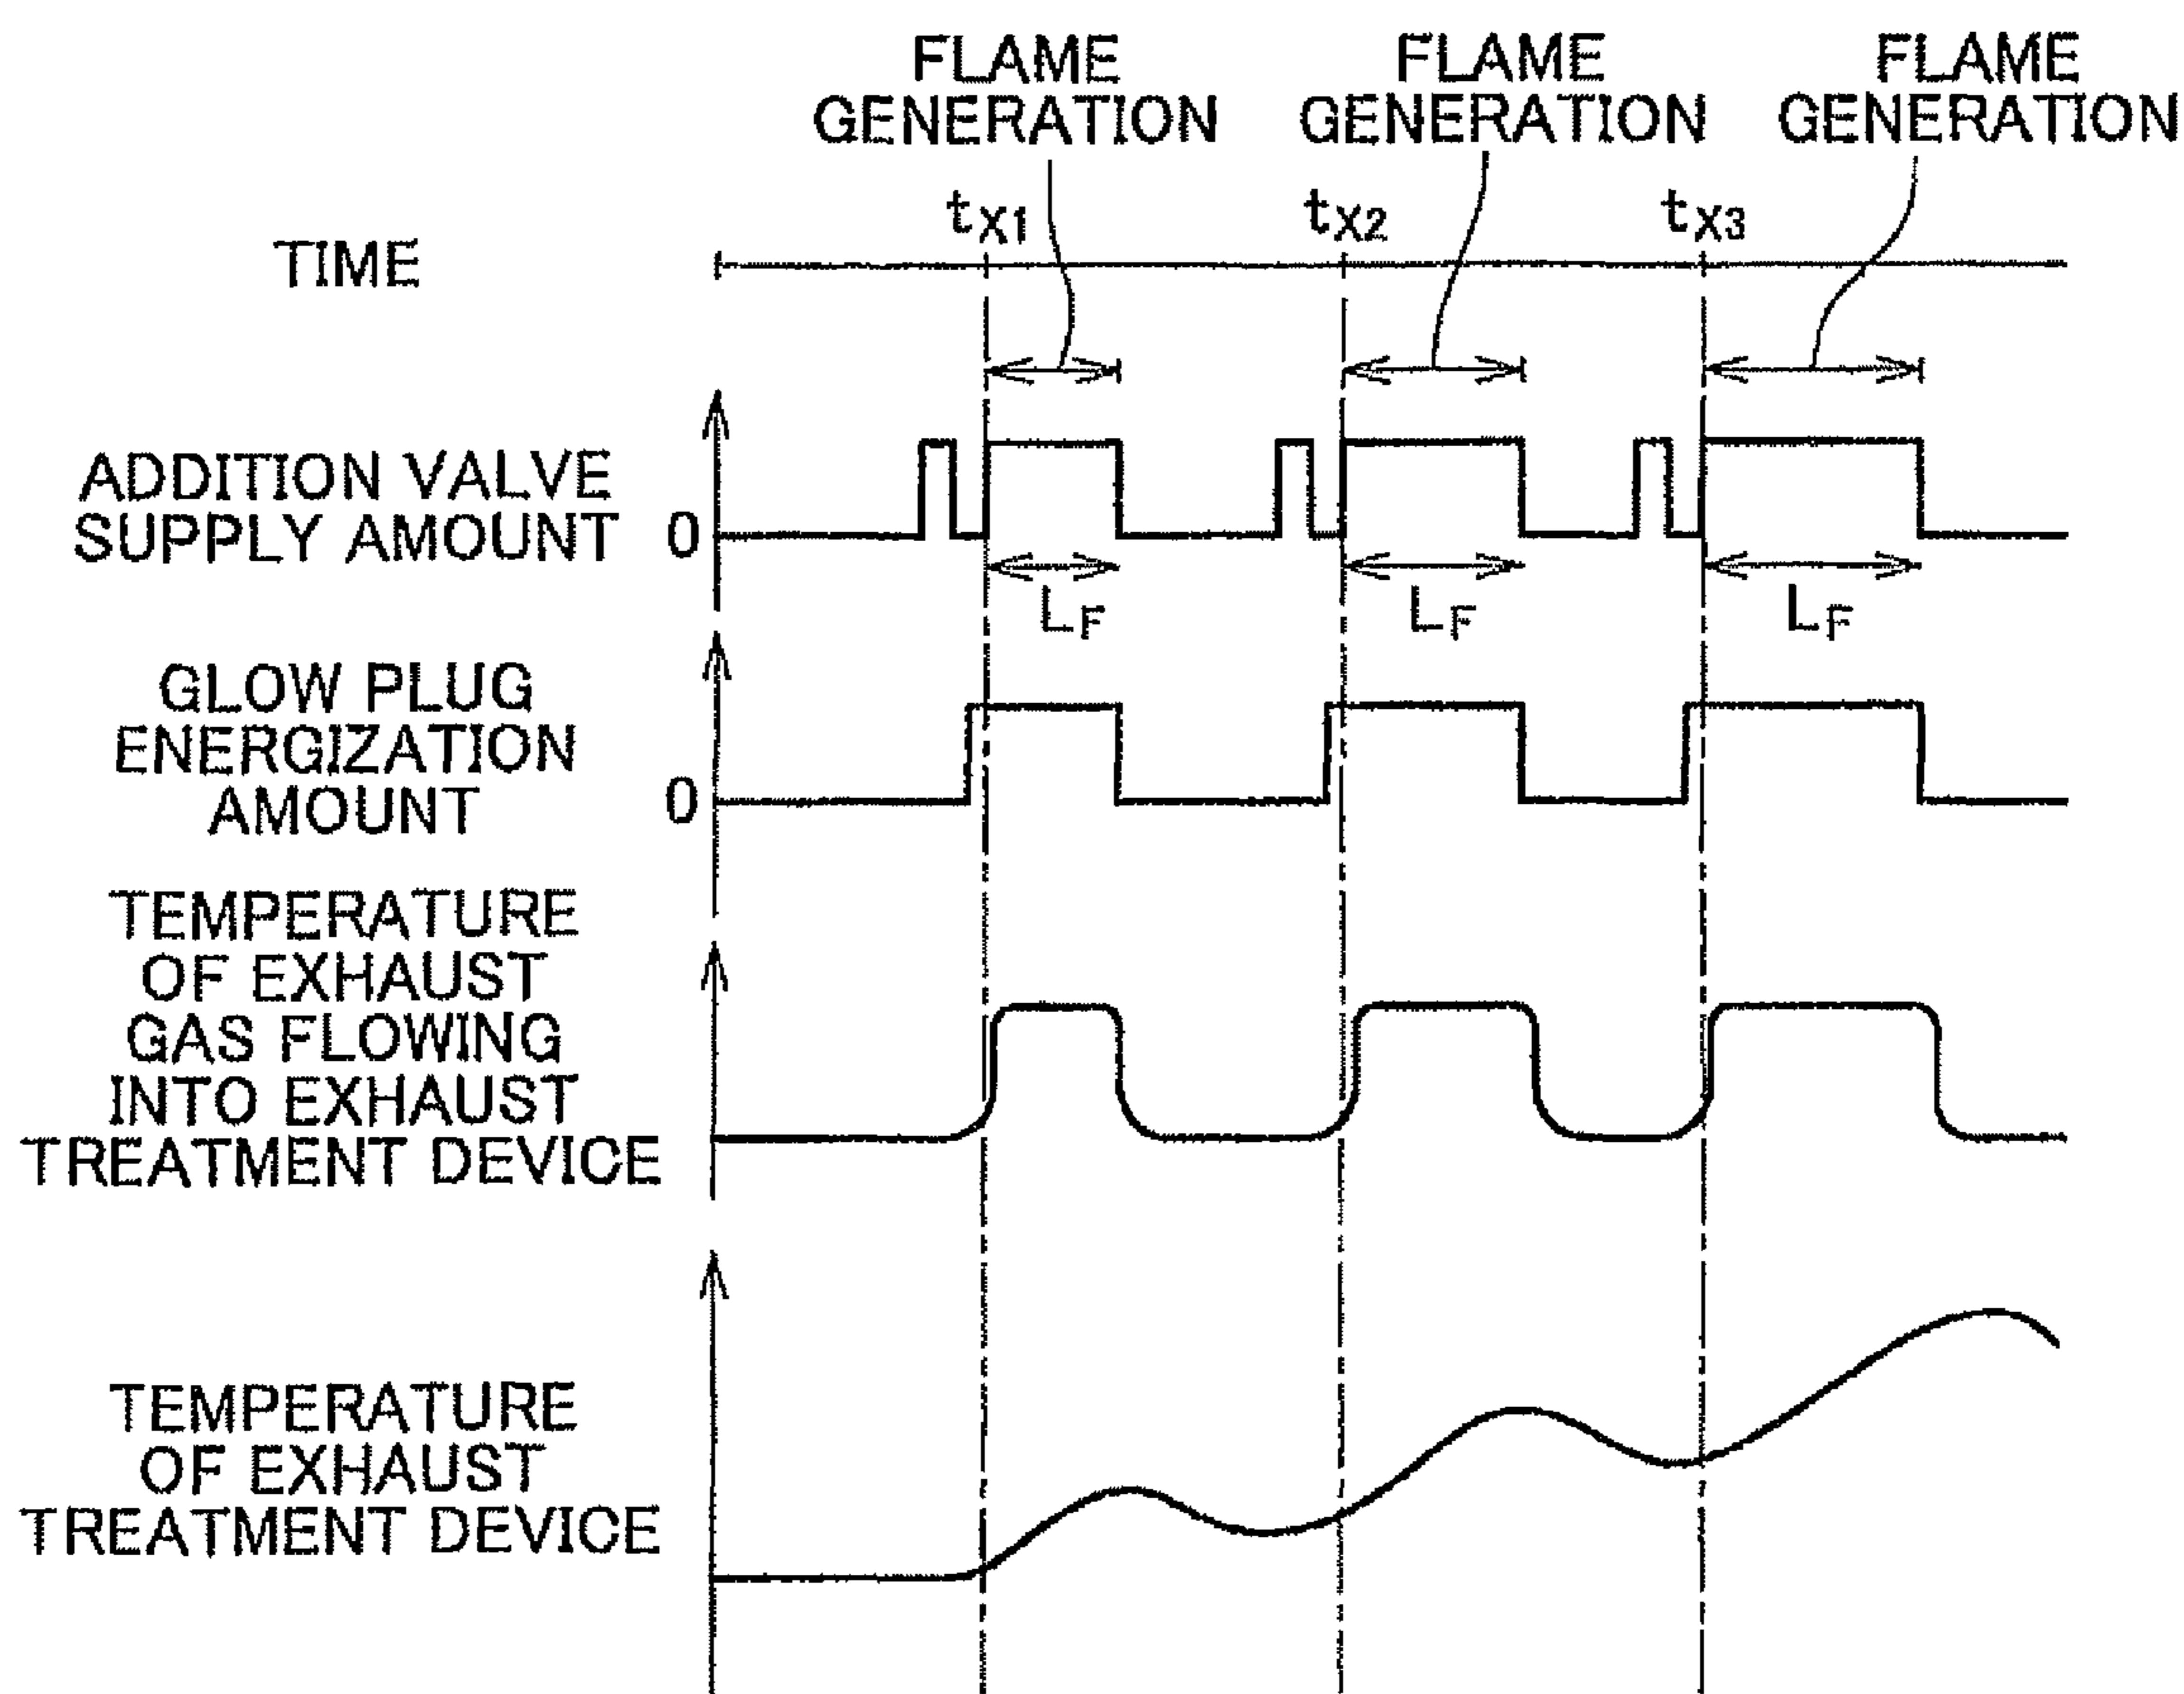 FLAME
GENERATION
FLAME
GENERATION
FLAME
GENERATION
tX1
tX2
tX3
TIME
ADDITION VALVE
SUPPLY AMOUNT
0
LF
LF
LF
GLOW PLUG
ENERGIZATION
AMOUNT
0
TEMPERATURE
OF EXHAUST
GAS FLOWING
INTO EXHAUST
TREATMENT DEVICE
TEMPERATURE
OF EXHAUST
TREATMENT DEVICE